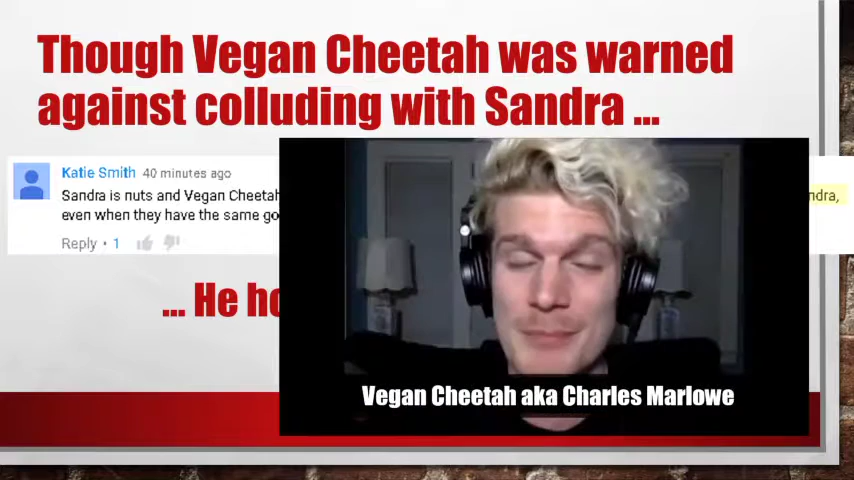 Though Vegan Cheetah was warned
against colluding with Sandra ...
Katie Smith 40 minutes ago
Sandra is nuts and Vegan Cheetah
ndra,
even when they have the same go
Reply • 1
... He ho
Vegan Cheetah aka Charles Marlowe